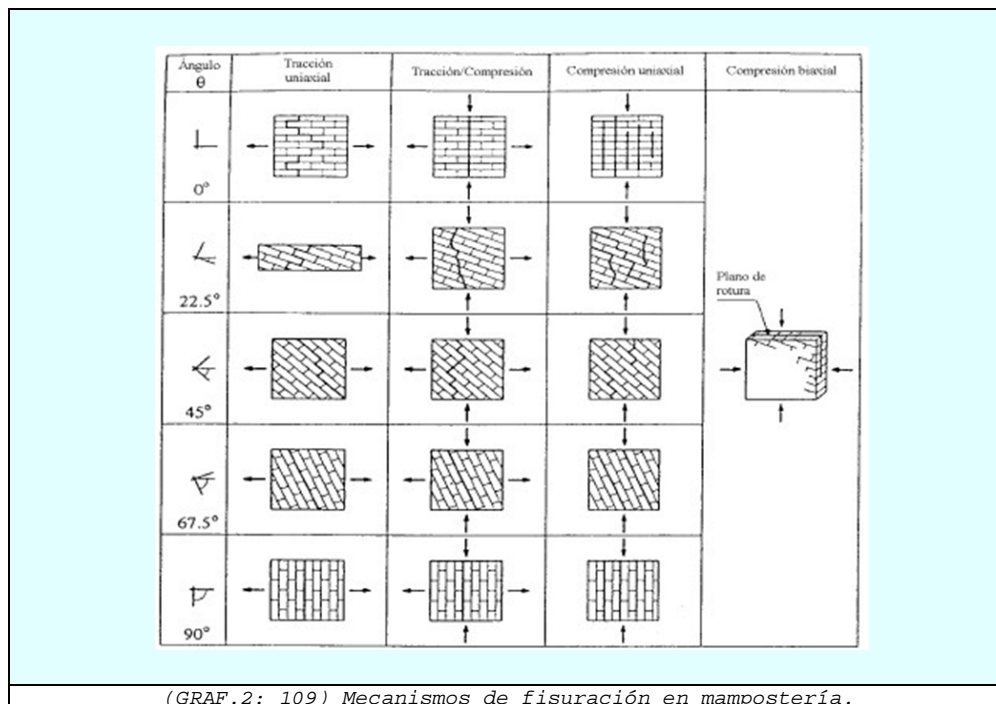 Ángulo
θ
Tracción
uniaxial
Tracción/Compresión
Compresión uniaxial
Compresión biaxial
0°
22.5°
Plano de
rotura
45°
67.5°
90°
(GRAF.2: 109) Mecanismos de fisuración en mampostería.